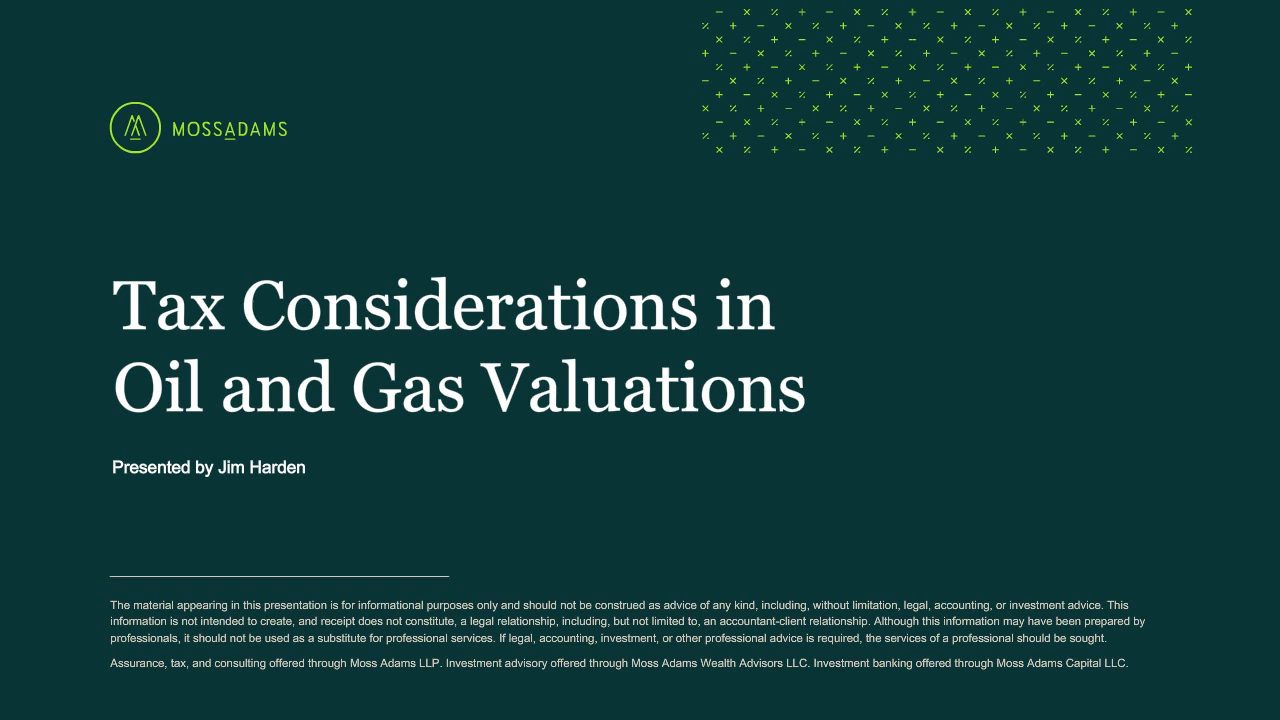 MOSSADAMS
Tax Considerations in
Oil and Gas Valuations
Presented by Jim Harden
The material appearing in this presentation is for informational purposes only and should not be construed as advice of any kind, including, without limitation, legal, accounting, or investment advice. This
information is not intended to create, and receipt does not constitute, a legal relationship, including, but not limited to, an accountant-client relationship. Although this information may have been prepared by
professionals, it should not be used as a substitute for professional services. If legal, accounting, investment, or other professional advice is required, the services of a professional should be sought.
Assurance, tax, and consulting offered through Moss Adams LLP. Investment advisory offered through Moss Adams Wealth Advisors LLC. Investment banking offered through Moss Adams Capital LLC.